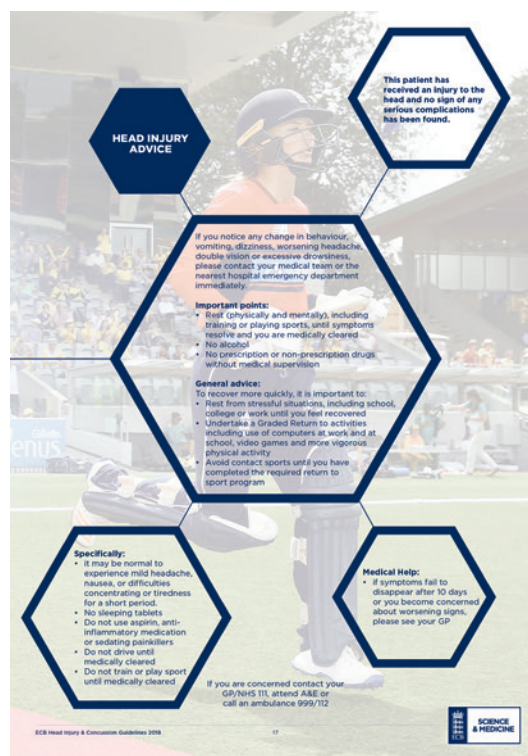 HEAD INJURY
ADVICE
This patient has
received an injury to the
head and no sign of any
serious complications
has been found.
If you notice any change in behaviour,
vomiting, dizziness, worsening headache,
double vision or excessive drowsiness,
please contact your medical team or the
nearest hospital emergency department
immediately.
Important points:
• Rest (physically and mentally), including
training or playing sports, until symptoms
resolve and you are medically cleared
• No alcohol
• No prescription or non-prescription drugs
without medical supervision
General advice:
To recover more quickly, it is important to:
• Rest from stressful situations, including school,
college or work until you feel recovered
• Undertake a Graded Return to activities
including use of computers at work and at
school, video games and more vigorous
physical activity
• Avoid contact sports until you have
completed the required return to
sport program
Specifically:
• it may be normal to
experience mild headache,
nausea, or difficulties
concentrating or tiredness
for a short period.
• No sleeping tablets
• Do not use aspirin, anti-
inflammatory medication
or sedating painkillers
• Do not drive until
medically cleared
• Do not train or play sport
until medically cleared
Medical Help:
• if symptoms fail to
disappear after 10 days
or you become concerned
about worsening signs,
please see your GP
If you are concerned contact your
GP/NHS 111, attend A&E or
call an ambulance 999/112
ECB Head Injury & Concussion Guidelines 2018
17
ECB
SCIENCE
& MEDICINE